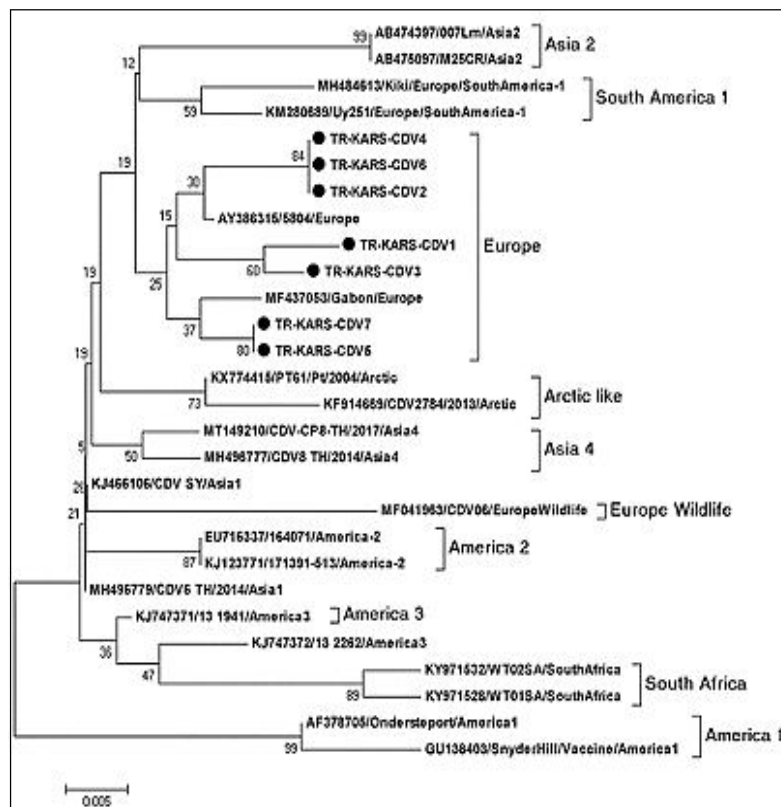 AB474397/007Lm/Asia2
99
AB475097/M25CR/Asia2
Asia 2
12
MH484613/Kiki/Europe/SouthAmerica-1
59
KM280689/Uy251/Europe/SouthAmerica-1
South America 1
19
TR-KARS-CDV4
84
TR-KARS-CDV6
30
TR-KARS-CDV2
15
AY386315/5804/Europe
TR-KARS-CDV1
Europe
60
TR-KARS-CDV3
25
19
MF437053/Gabon/Europe
37
TR-KARS-CDV7
80
TR-KARS-CDV5
19
KX774415/PT61/Pt/2004/Arctic
73
KF914669/CDV2784/2013/Arctic
Arctic like
MT149210/CDV-CP8-TH/2017/Asia4
50
MH496777/CDV8 TH/2014/Asia4
Asia 4
5
26
KJ466106/CDV SY/Asia1
21
MF041963/CDV06/EuropeWildlife
Europe Wildlife
EU716337/164071/America-2
87
KJ123771/171391-513/America-2
America 2
MH496779/CDV6 TH/2014/Asia1
KJ747371/13 1941/America3
America 3
36
KJ747372/13 2262/America3
47
KY971532/WT02SA/SouthAfrica
89
KY971528/WT01SA/SouthAfrica
South Africa
AF378705/Ondersteport/America1
99
GU138403/SnyderHill/Vaccine/America1
America 1
0.005